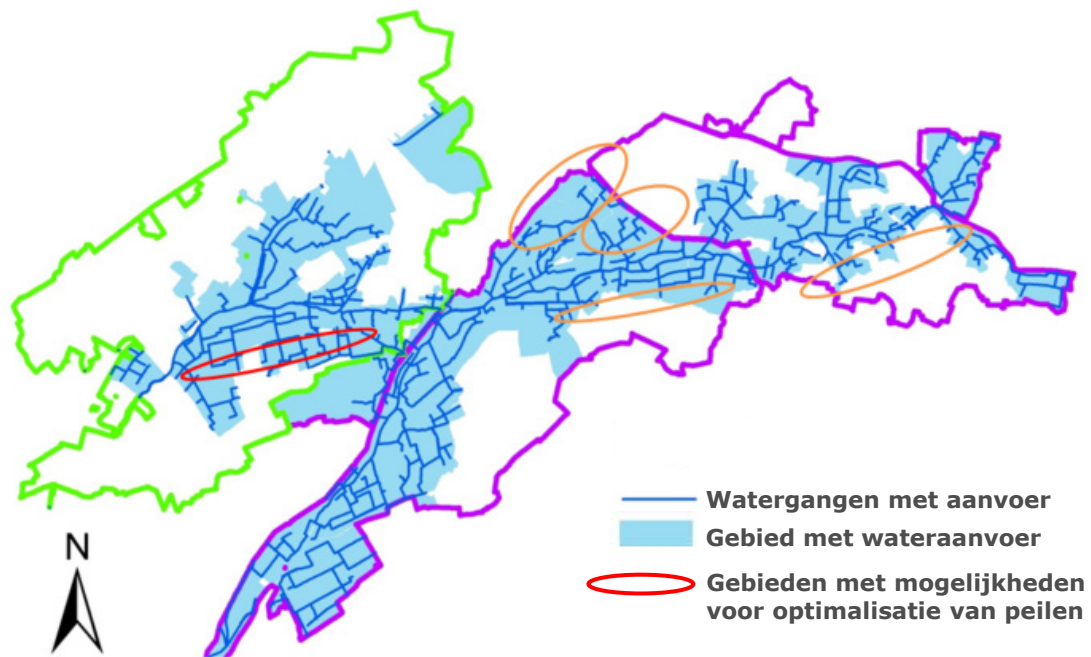 Watergangen met aanvoer
Gebied met wateraanvoer
N
Gebieden met mogelijkheden
voor optimalisatie van peilen